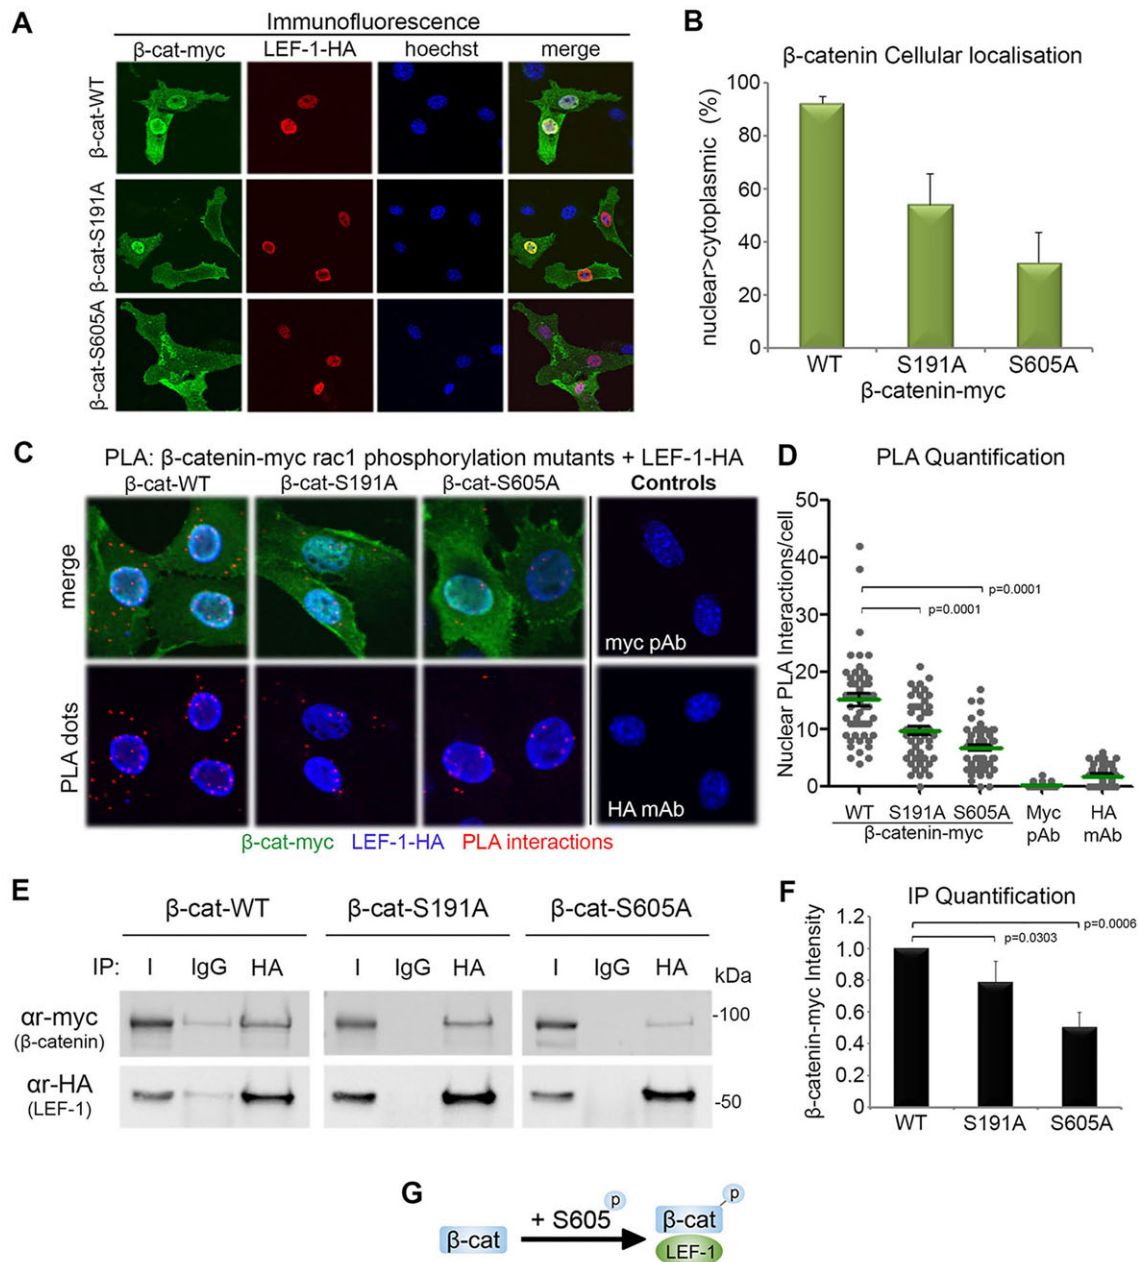 A
Immunofluorescence
β-cat-myc LEF-1-HA hoechst merge
β-cat-WT
β-cat-S191A
β-cat-S605A
B
β-catenin Cellular localisation
nuclear>cytoplasmic (%)
100
80
60
40
20
0
WT S191A S605A
β-catenin-myc
C
PLA: β-catenin-myc rac1 phosphorylation mutants + LEF-1-HA
β-cat-WT β-cat-S191A β-cat-S605A Controls
merge
PLA dots
myc pAb
HA mAb
β-cat-myc LEF-1-HA PLA interactions
D
PLA Quantification
Nuclear PLA Interactions/cell
50
40
30
20
10
0
p=0.0001
p=0.0001
WT S191A S605A Myc pAb HA mAb
β-catenin-myc
E
β-cat-WT β-cat-S191A β-cat-S605A
IP: I IgG HA I IgG HA I IgG HA
kDa
αr-myc
(β-catenin)
-100
αr-HA
(LEF-1)
-50
F
IP Quantification
β-catenin-myc Intensity
1.2
1.0
0.8
0.6
0.4
0.2
0
p=0.0006
p=0.0303
WT S191A S605A
G
β-cat
+ S605
p
p
β-cat
LEF-1